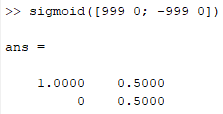 >> sigmoid([999 0; -999 0])
ans =
1.0000 0.5000
0 0.5000